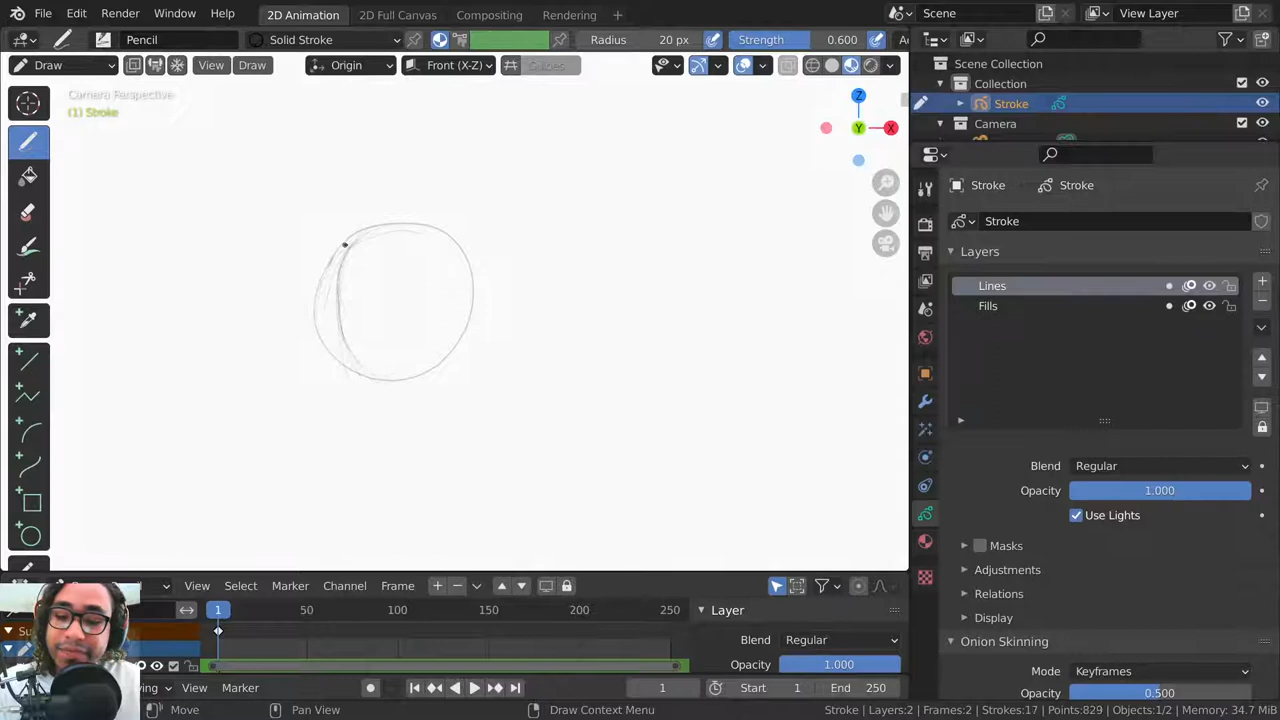 File Edit Render Window Help 2D Animation 2D Full Canvas Compositing Rendering + Scene View Layer
Pencil Solid Stroke Radius 20 px Strength 0.600 Ad
Draw View Draw Origin Front (X-Z) Guides
Camera Perspective
(1) Stroke
Z
Y
X
Scene Collection
Collection
Stroke
Camera
Stroke Stroke
Stroke
Layers
Lines
Fills
Blend Regular
Opacity 1.000
Use Lights
Masks
Adjustments
Relations
Display
Onion Skinning
Mode Keyframes
Opacity 0.500
View Select Marker Channel Frame
1 50 100 150 200 250
Su
Layer
Blend Regular
Opacity 1.000
ying View Marker 1 Start 1 End 250
Move Pan View Draw Context Menu Stroke | Layers:2 | Frames:2 | Strokes:17 | Points:829 | Objects:1/2 | Memory: 34.7 MiB